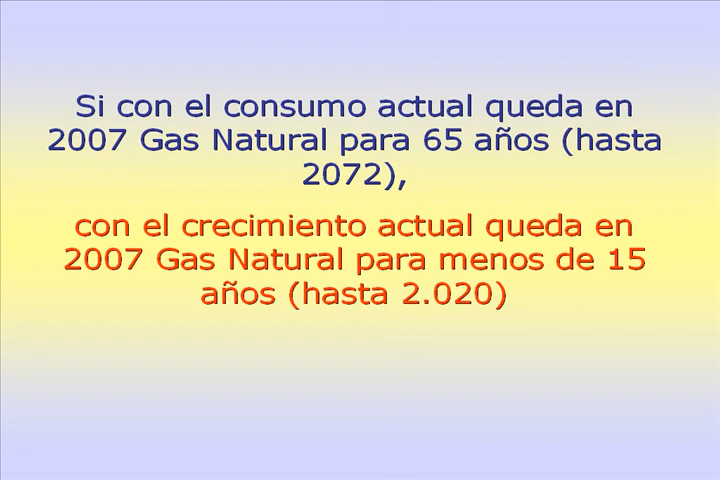 Si con el consumo actual queda en
2007 Gas Natural para 65 años (hasta
2072),
con el crecimiento actual queda en
2007 Gas Natural para menos de 15
años (hasta 2.020)